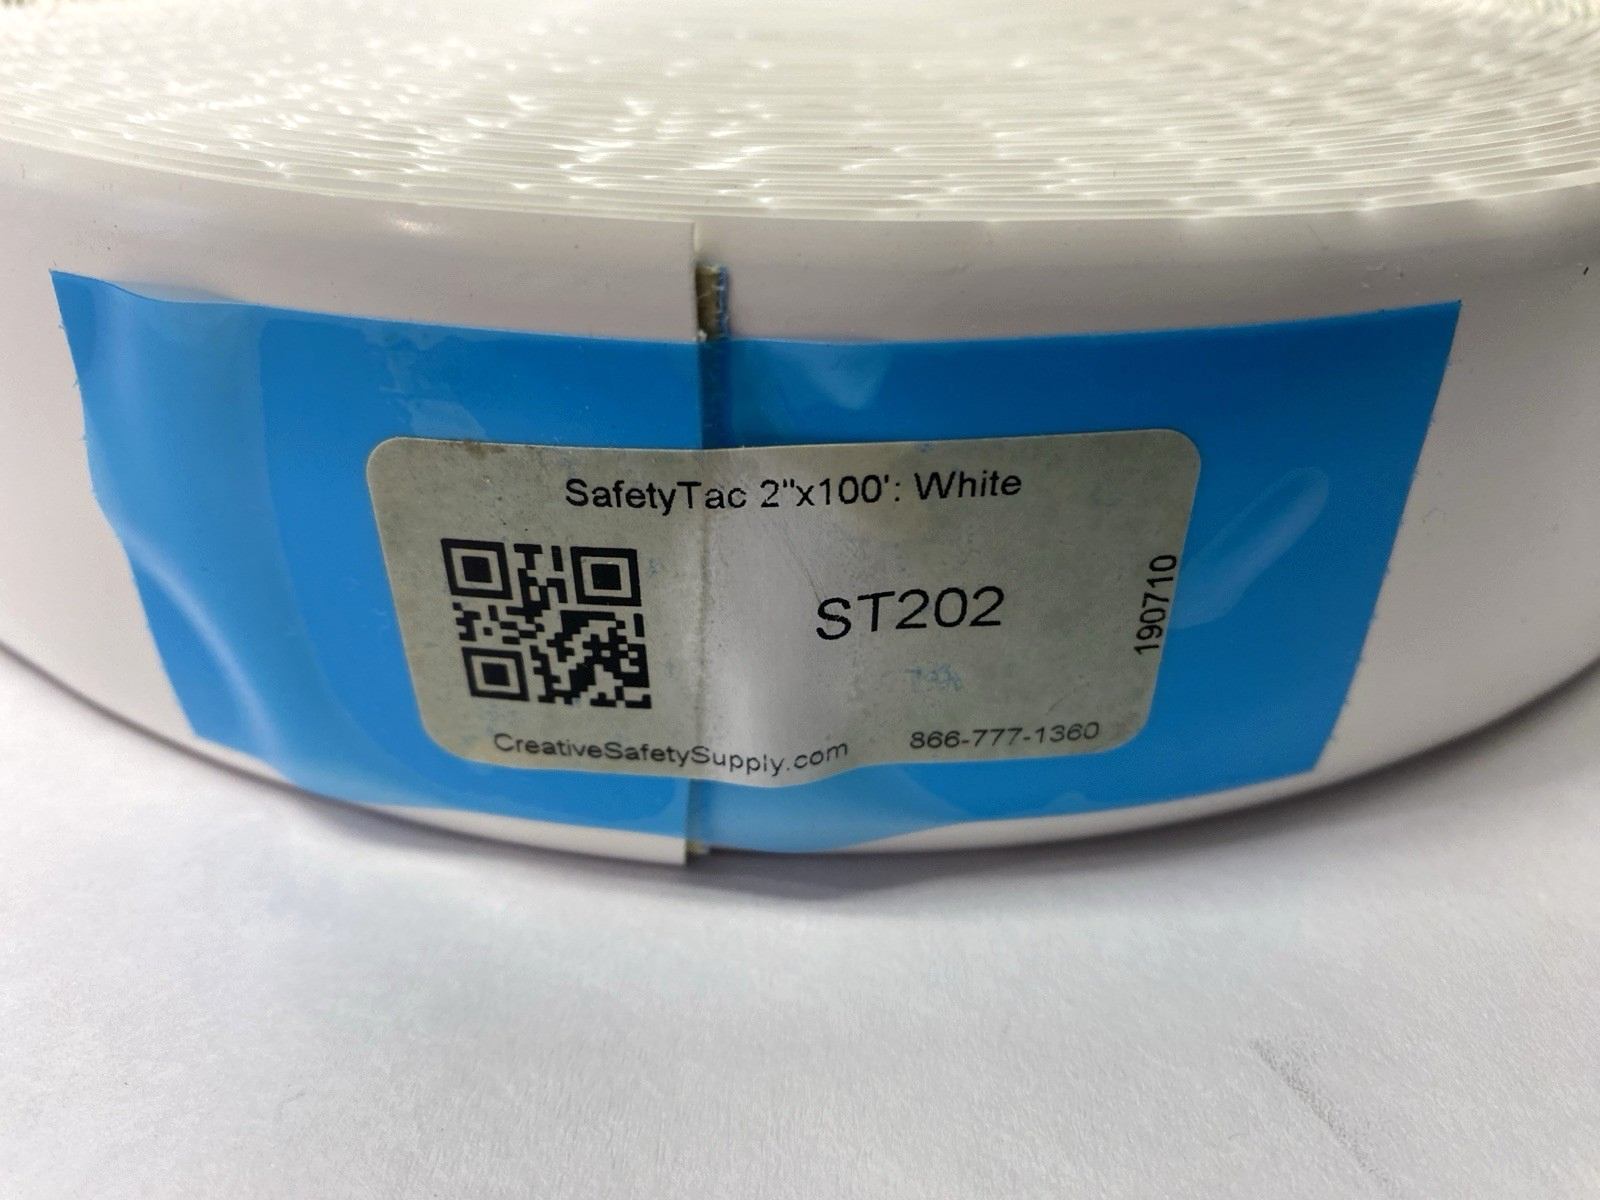 SafetyTac 2"x100': White
ST202
190710
CreativeSafetySupply.com 866-777-1360